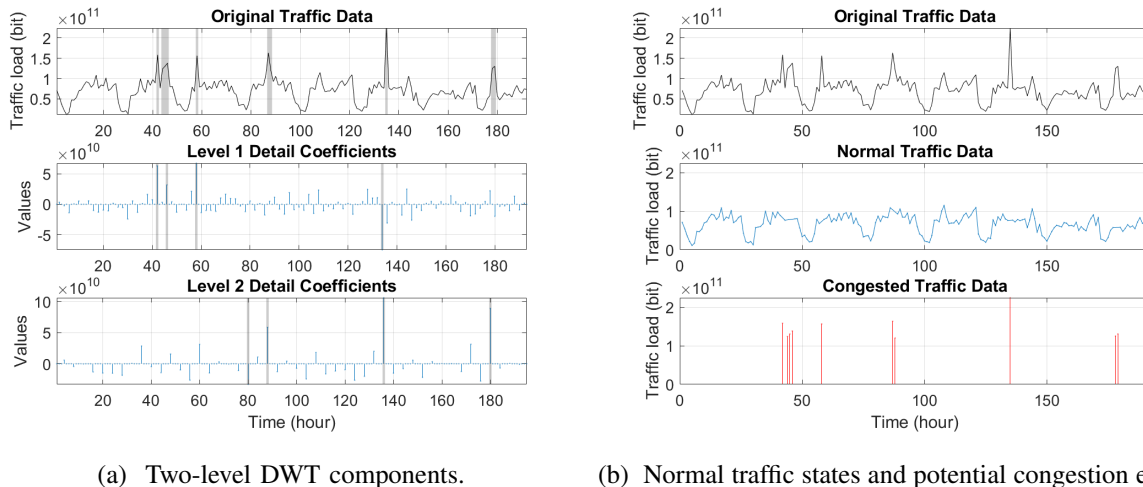 Original Traffic Data
×10^11
Traffic load (bit)
2
1.5
1
0.5
20 40 60 80 100 120 140 160 180
Level 1 Detail Coefficients
×10^10
Values
5
0
-5
20 40 60 80 100 120 140 160 180
Level 2 Detail Coefficients
×10^10
Values
10
5
0
20 40 60 80 100 120 140 160 180
Time (hour)
(a) Two-level DWT components.
Original Traffic Data
×10^11
Traffic load (bit)
2
1.5
1
0.5
0 50 100 150
Normal Traffic Data
×10^11
Traffic load (bit)
2
1
0
0 50 100 150
Congested Traffic Data
×10^11
Traffic load (bit)
2
1
0
0 50 100 150
Time (hour)
(b) Normal traffic states and potential congestion e